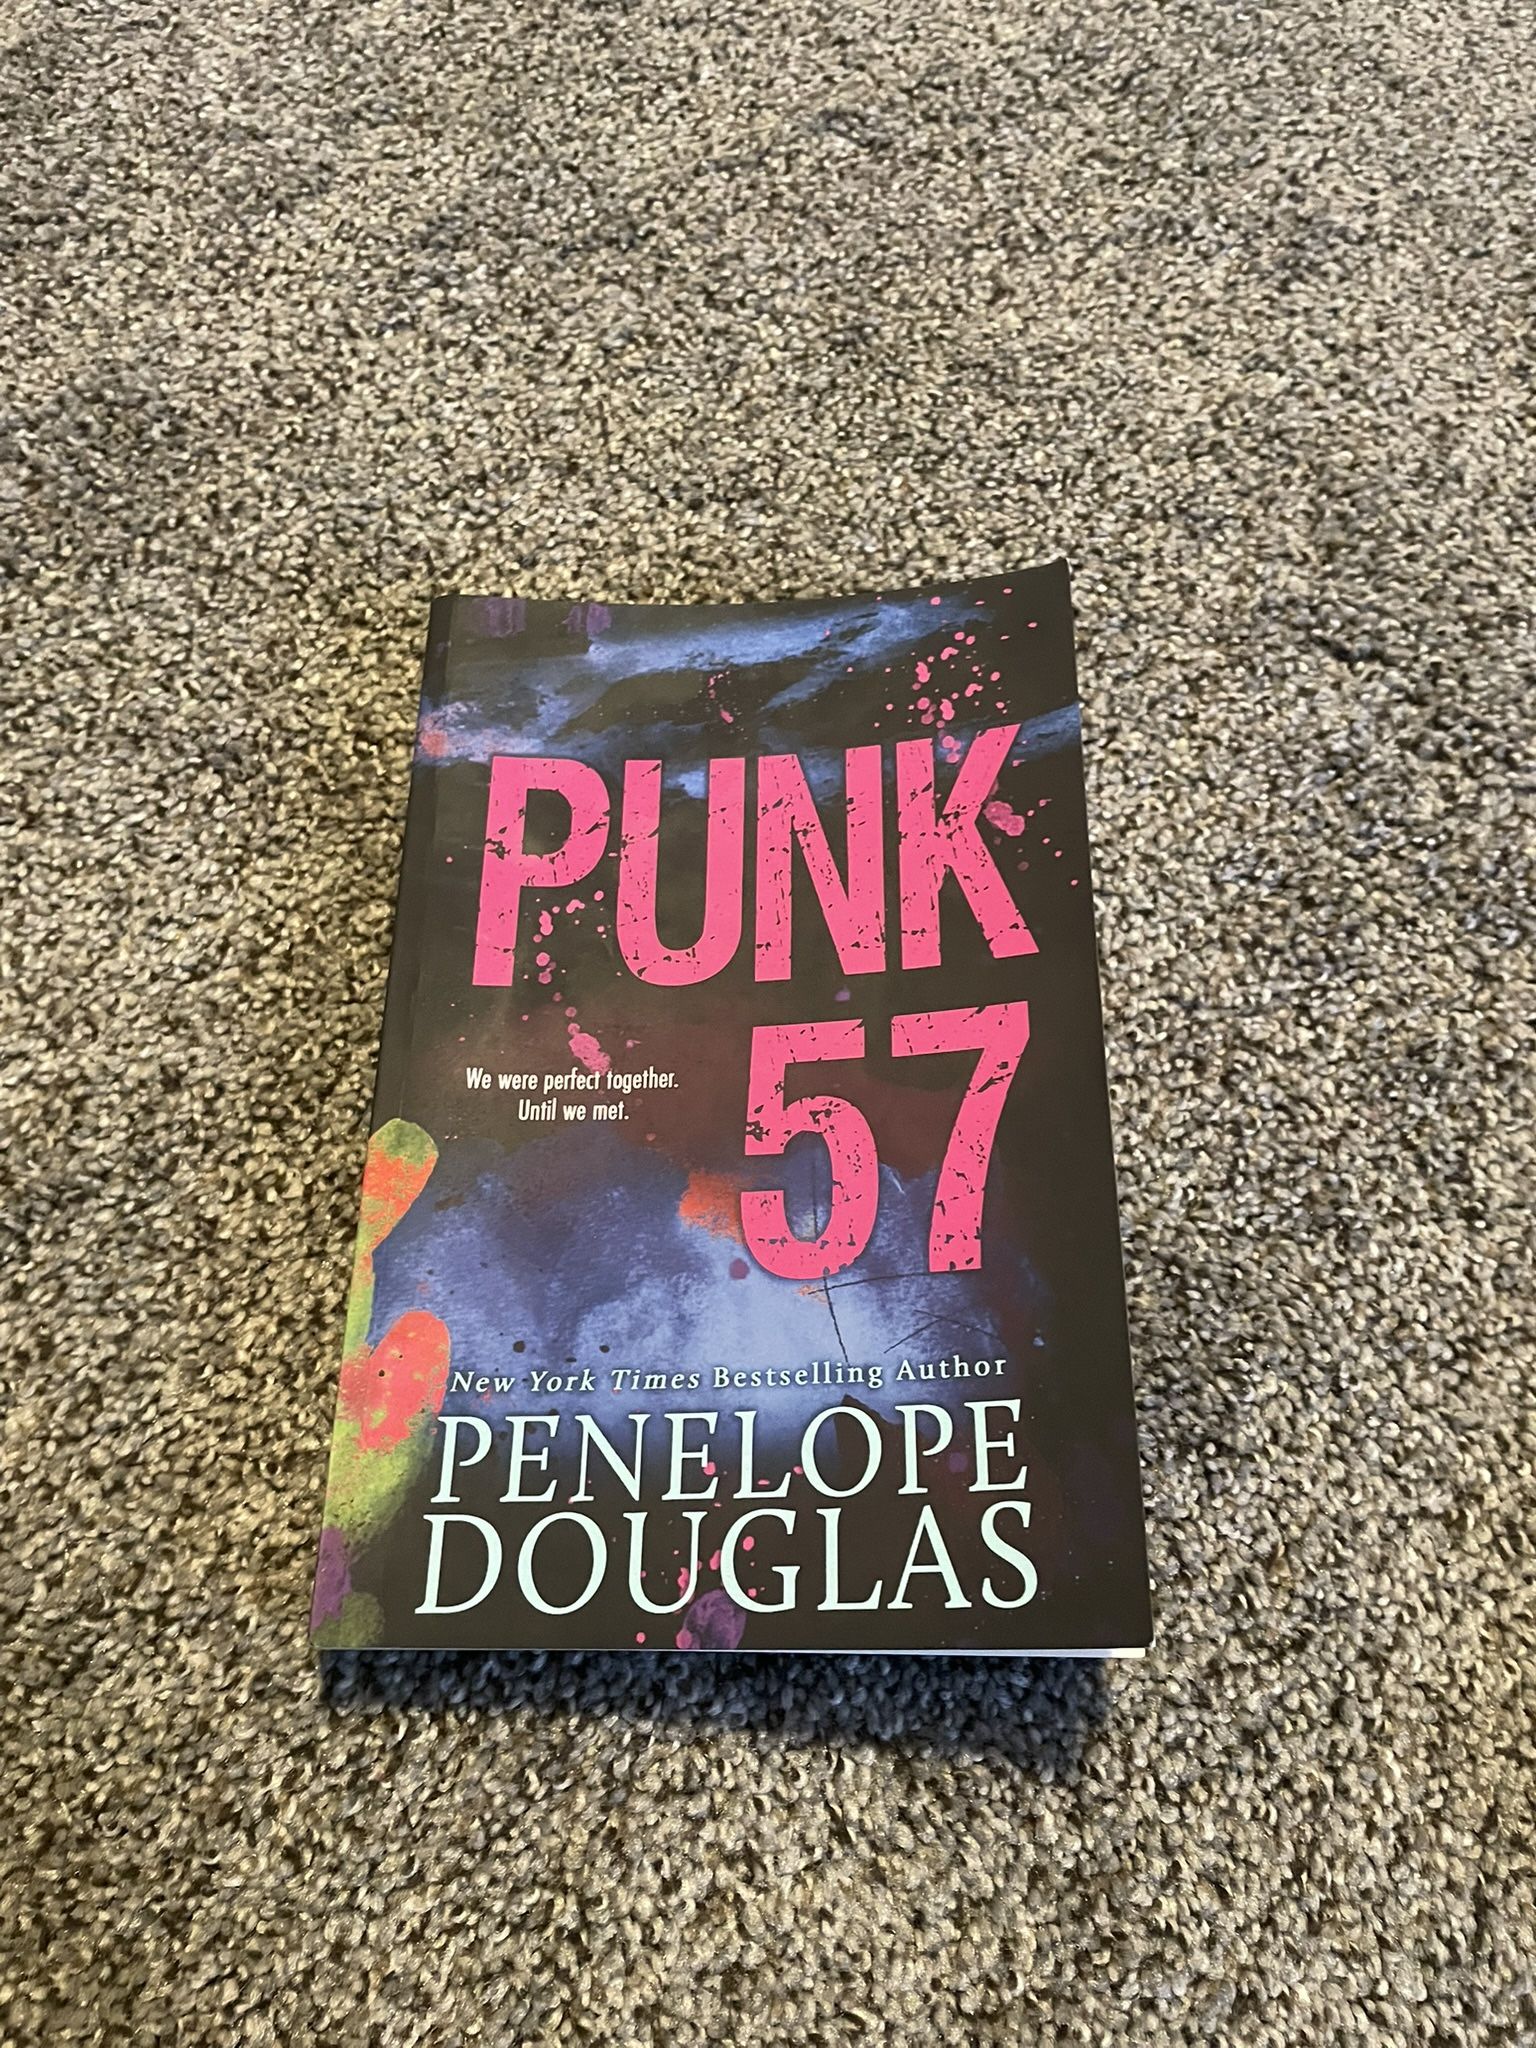 PUNK
57
We were perfect together.
Until we met.
New York Times Bestselling Author
PENELOPE
DOUGLAS